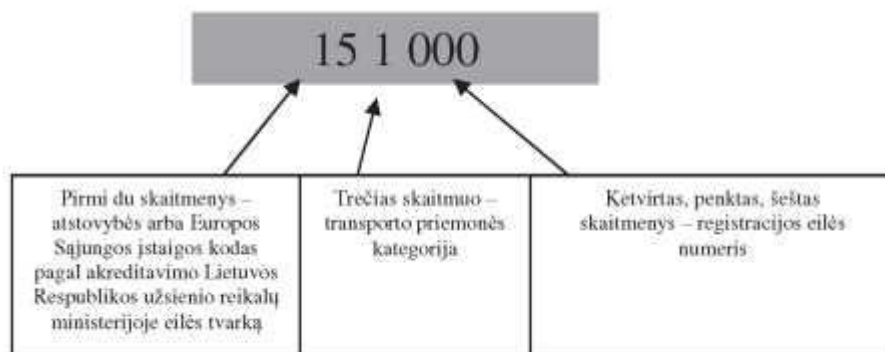 15 1 000
Pirmi du skaitmenys –
atstovybės arba Europos
Sąjungos įstaigos kodas
pagal akreditavimo Lietuvos
Respublikos užsienio reikalų
ministerijoje eilės tvarką
Trečias skaitmuo –
transporto priemonės
kategorija
Ketvirtas, penktas, šeštas
skaitmenys – registracijos eilės
numeris